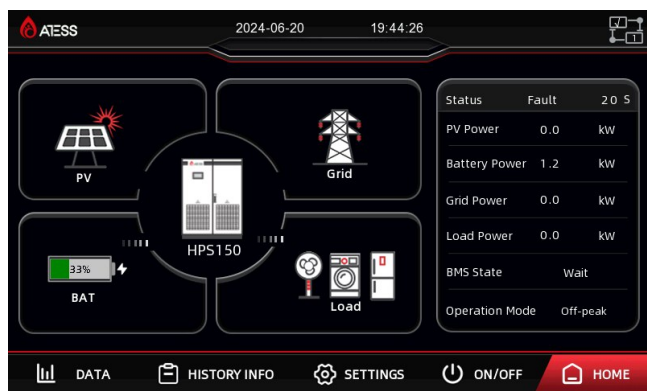 ATESS 2024-06-20 19:44:26
1
Status Fault 20 S
PV Power 0.0 kW
PV
Grid
Battery Power 1.2 kW
Grid Power 0.0 kW
HPS150
Load Power 0.0 kW
33%
BAT
Load
BMS State Wait
Operation Mode Off-peak
DATA HISTORY INFO SETTINGS ON/OFF HOME